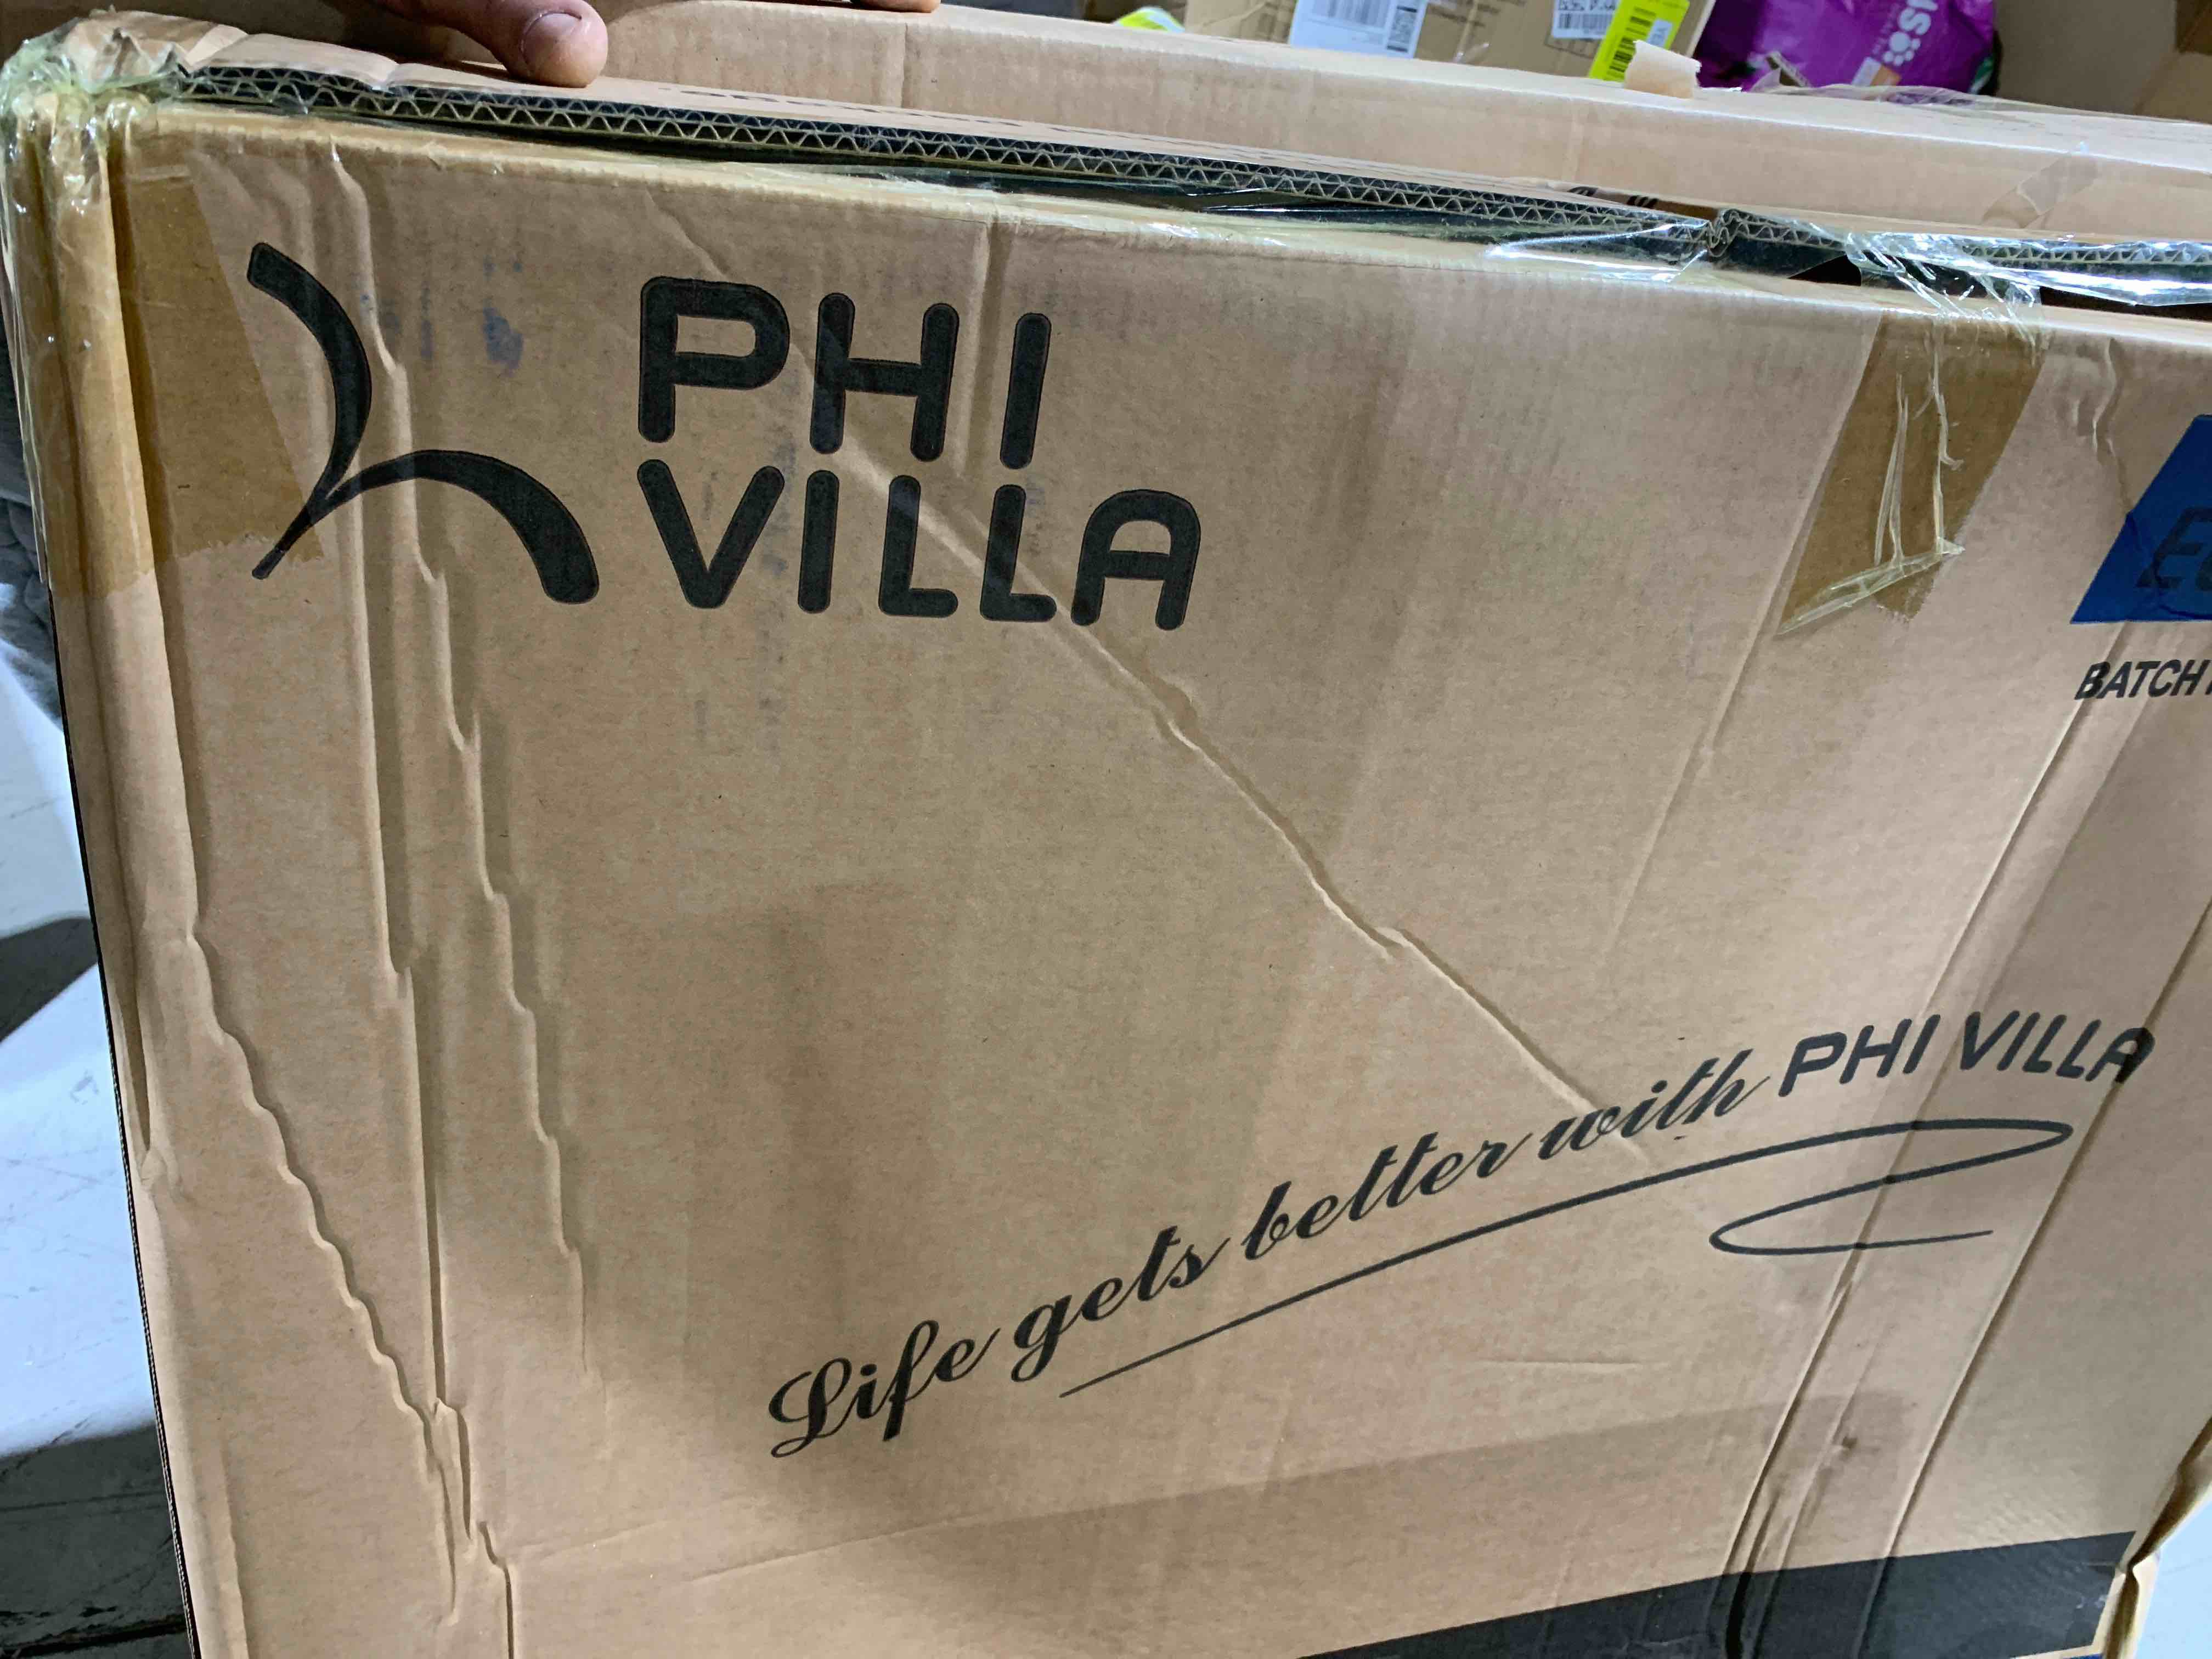 PHI
VILLA
BATCH
Life gets better with PHI VILLA